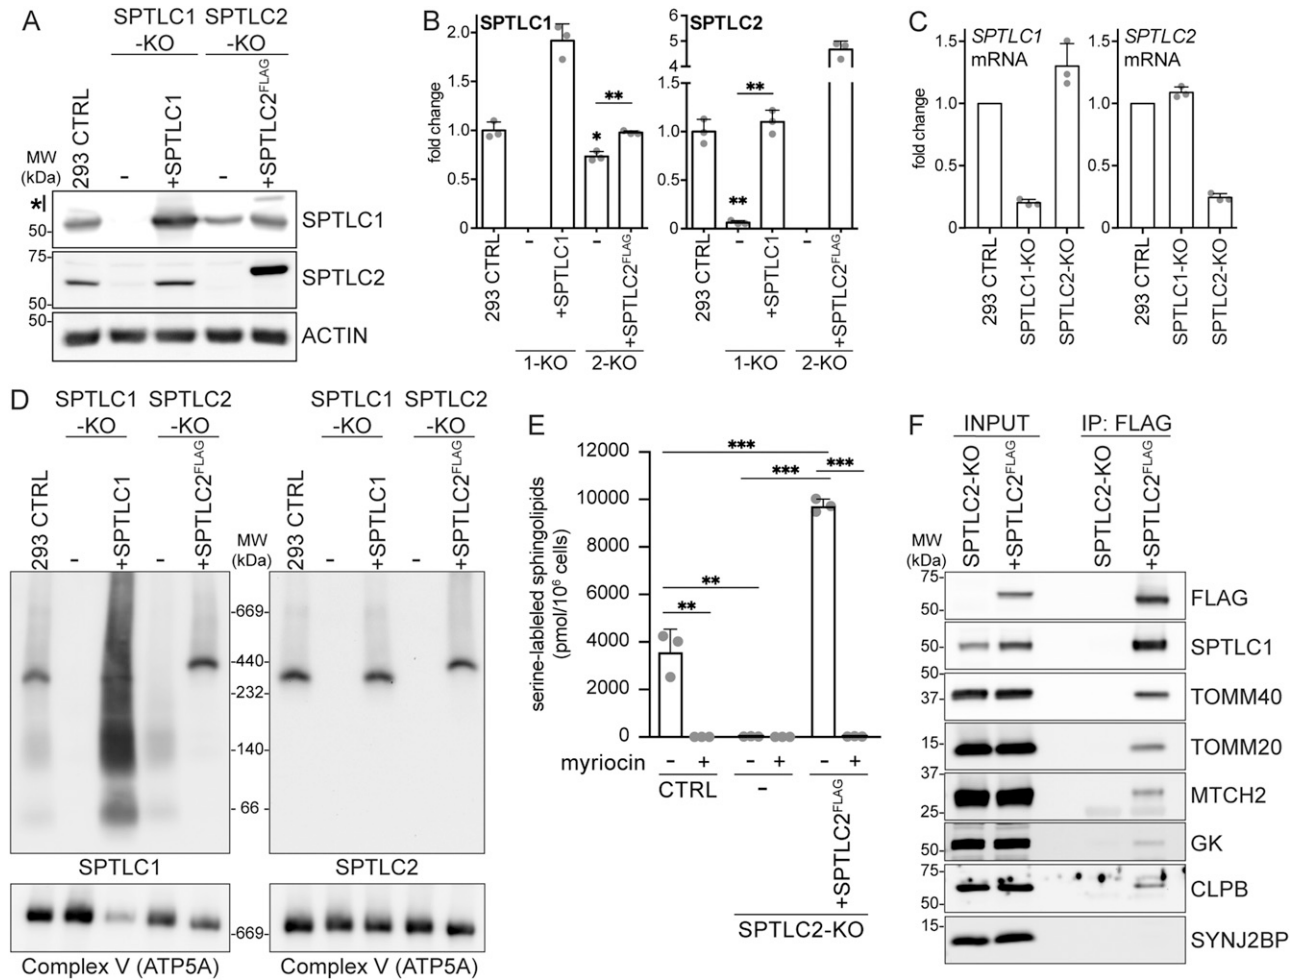 A
SPTLC1 SPTLC2
-KO -KO
293 CTRL
-
+SPTLC1
-
+SPTLC2FLAG
MW
(kDa)
*
50-
SPTLC1
75-
SPTLC2
50-
50-
ACTIN
B
SPTLC1
fold change
2.0
1.5
1.0
0.5
0
*
**
293 CTRL
-
+SPTLC1
-
+SPTLC2FLAG
1-KO 2-KO
SPTLC2
6
5
4
1.5
1.0
0.5
0
**
**
293 CTRL
-
+SPTLC1
-
+SPTLC2FLAG
1-KO 2-KO
C
SPTLC1
mRNA
fold change
1.5
1.0
0.5
0
293 CTRL
SPTLC1-KO
SPTLC2-KO
SPTLC2
mRNA
1.5
1.0
0.5
0
293 CTRL
SPTLC1-KO
SPTLC2-KO
D
SPTLC1 SPTLC2
-KO -KO
293 CTRL
-
+SPTLC1
-
+SPTLC2FLAG
MW
(kDa)
-669-
-440-
-232-
-140-
- 66 -
SPTLC1
-669-
Complex V (ATP5A)
SPTLC1 SPTLC2
-KO -KO
293 CTRL
-
+SPTLC1
-
+SPTLC2FLAG
SPTLC2
Complex V (ATP5A)
E
serine-labeled sphingolipids
(pmol/10⁶ cells)
12000
10000
8000
6000
4000
2000
0
***
*** ***
**
**
myriocin - + - + - +
CTRL
-
+SPTLC2FLAG
SPTLC2-KO
F
INPUT IP: FLAG
SPTLC2-KO
+SPTLC2FLAG
SPTLC2-KO
+SPTLC2FLAG
MW
(kDa)
75-
FLAG
50-
50-
SPTLC1
50-
37-
TOMM40
15-
TOMM20
37
MTCH2
25-
50-
GK
75-
CLPB
50-
15-
SYNJ2BP